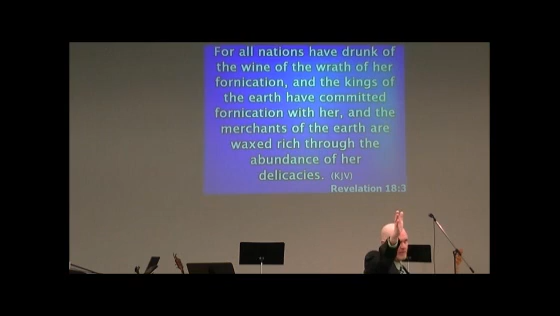 For all nations have drunk of
the wine of the wrath of her
fornication, and the kings of
the earth have committed
fornication with her, and the
merchants of the earth are
waxed rich through the
abundance of her
delicacies. (KJV)
Revelation 18:3